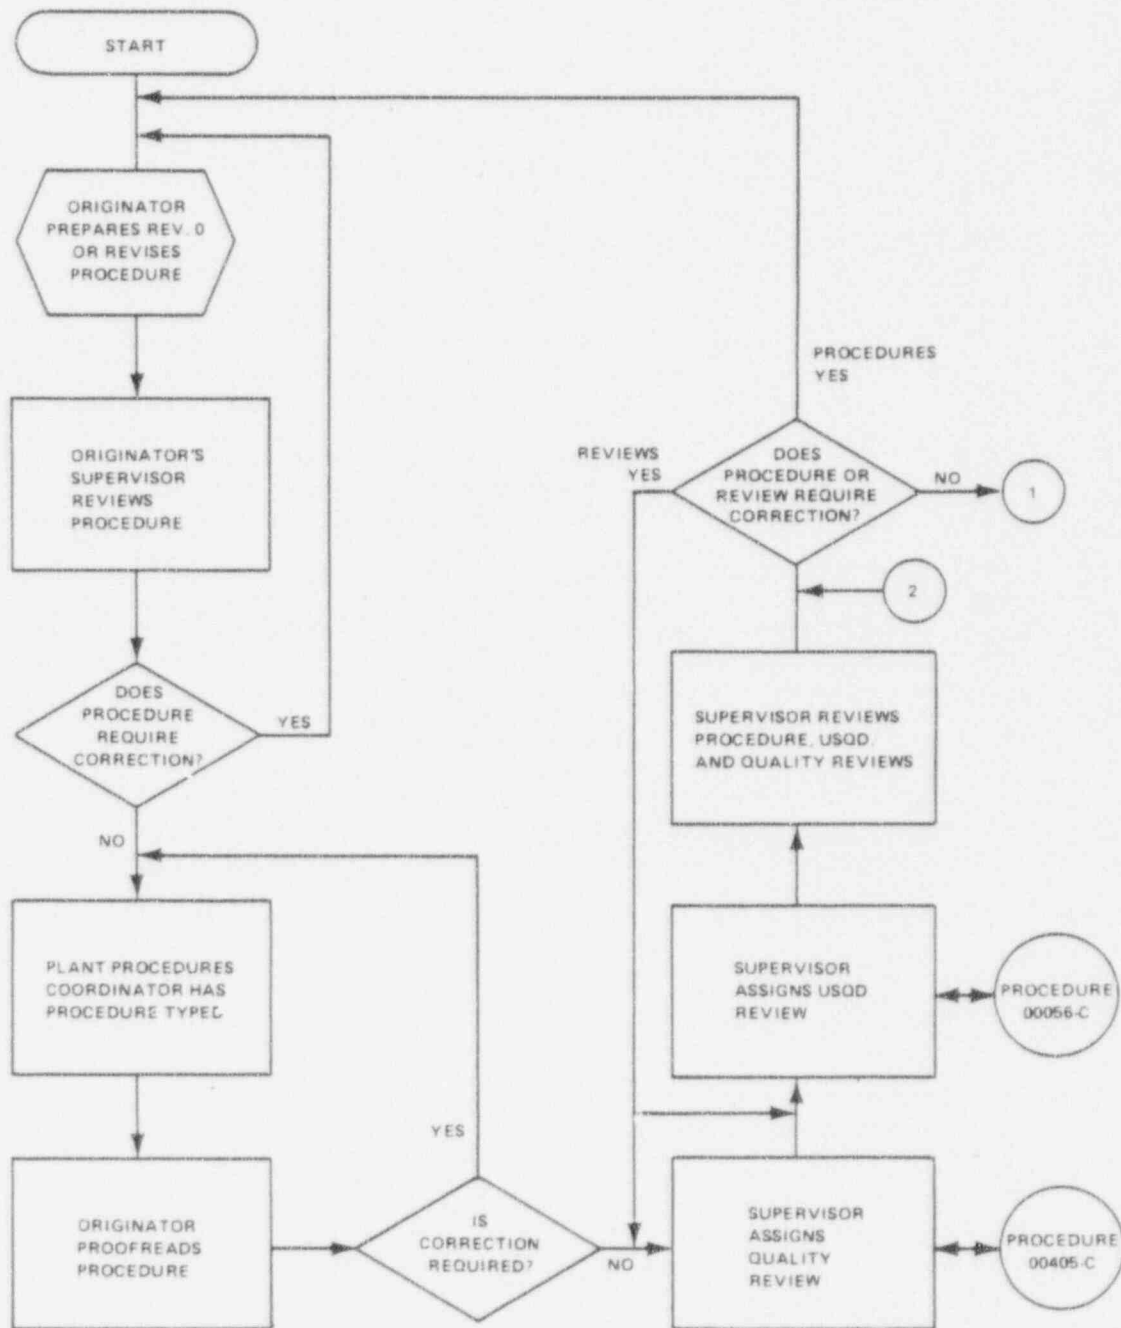 START
ORIGINATOR
PREPARES REV. 0
OR REVISES
PROCEDURE
ORIGINATOR'S
SUPERVISOR
REVIEWS
PROCEDURE
DOES
PROCEDURE
REQUIRE
CORRECTION?
YES
NO
PLANT PROCEDURES
COORDINATOR HAS
PROCEDURE TYPED
ORIGINATOR
PROOFREADS
PROCEDURE
IS
CORRECTION
REQUIRED?
YES
NO
SUPERVISOR
ASSIGNS
QUALITY
REVIEW
PROCEDURE
00405-C
SUPERVISOR
ASSIGNS USQD
REVIEW
PROCEDURE
00056-C
SUPERVISOR REVIEWS
PROCEDURE, USQD,
AND QUALITY REVIEWS
2
DOES
PROCEDURE OR
REVIEW REQUIRE
CORRECTION?
REVIEWS
YES
PROCEDURES
YES
NO
1